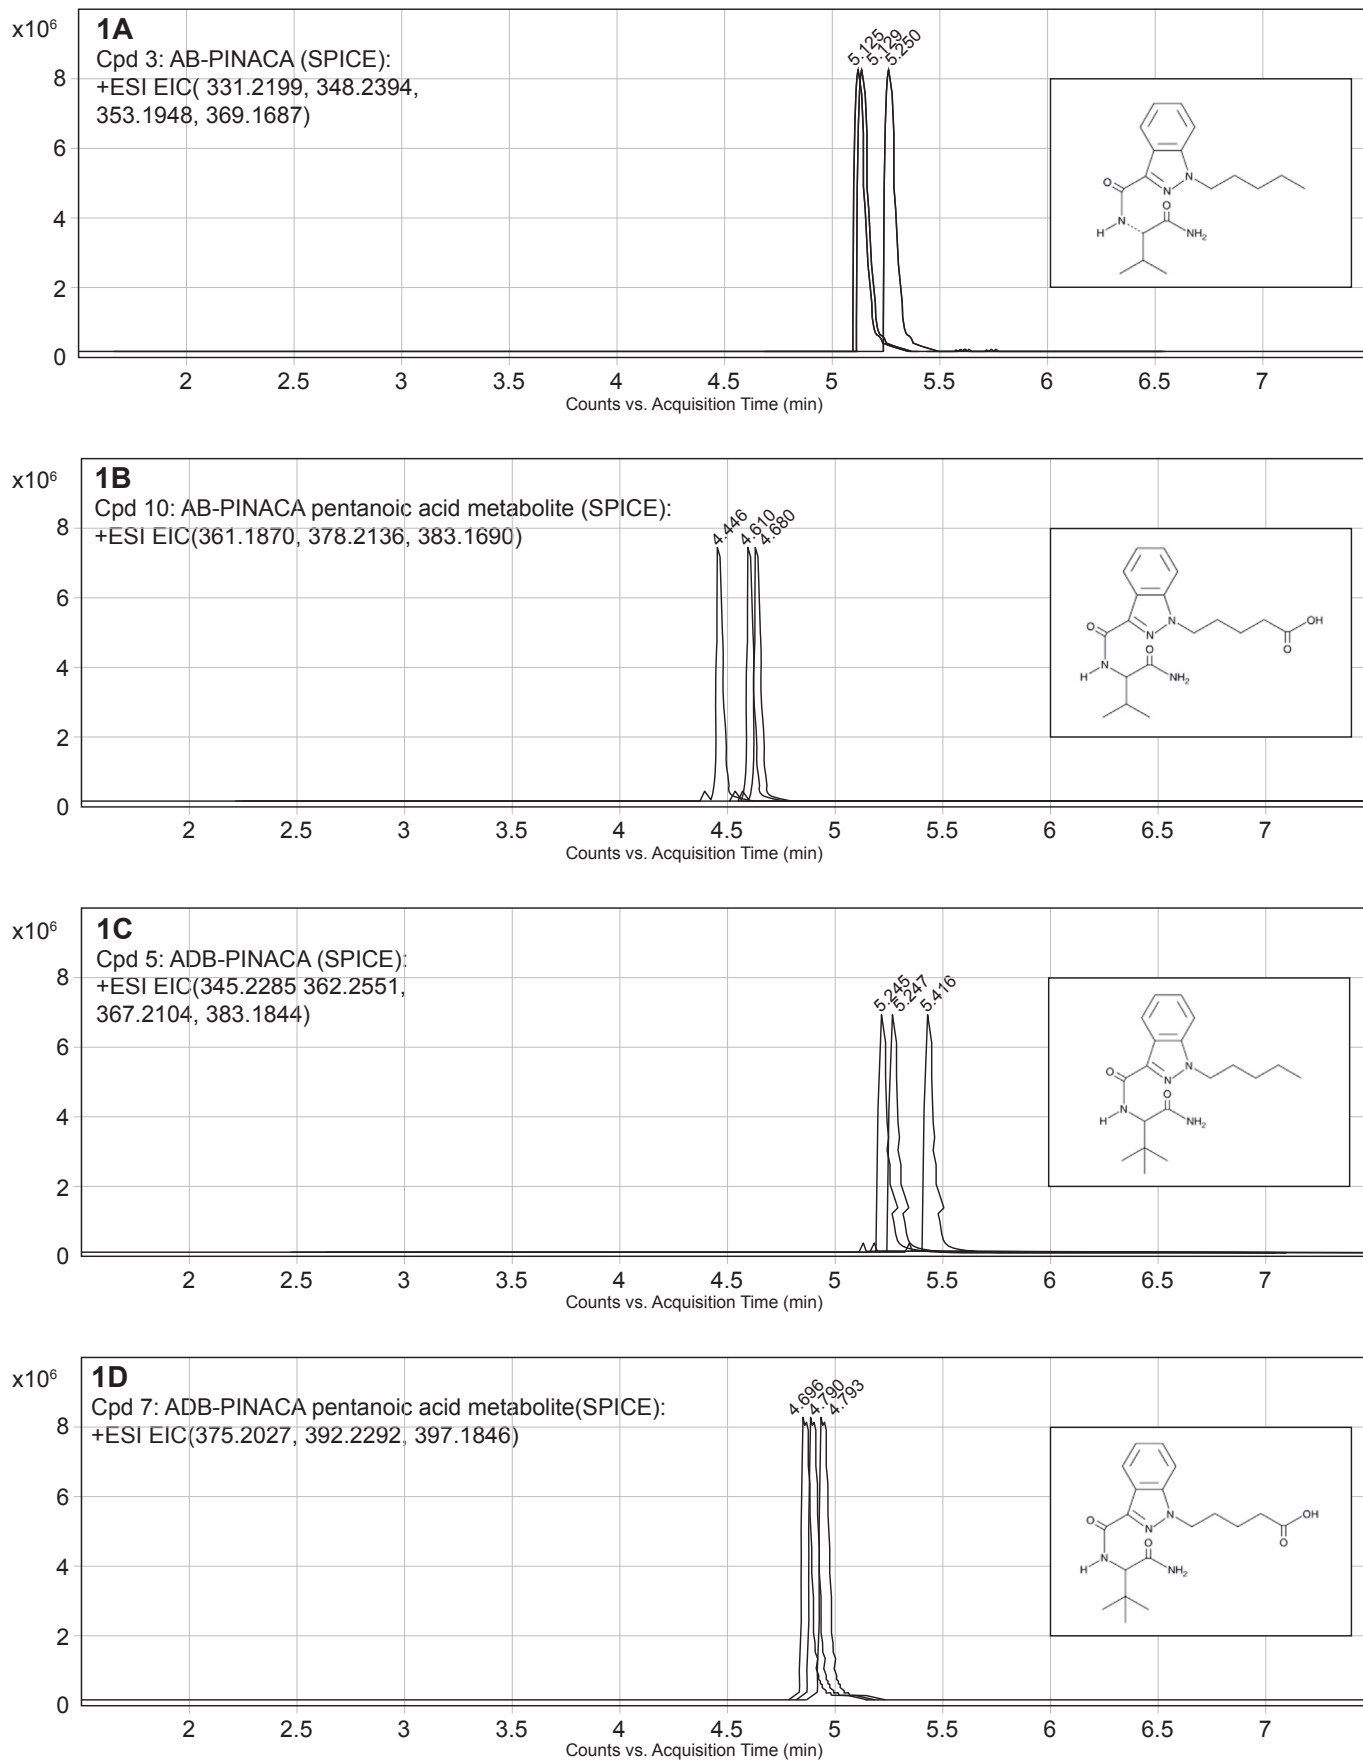 1A
x10⁶
Cpd 3: AB-PINACA (SPICE):
+ESI EIC( 331.2199, 348.2394,
353.1948, 369.1687)
5.125
5.129
5.250
8
6
4
2
0
2 2.5 3 3.5 4 4.5 5 5.5 6 6.5 7
Counts vs. Acquisition Time (min)
O
N
N
N
H
O
NH₂
1B
x10⁶
Cpd 10: AB-PINACA pentanoic acid metabolite (SPICE):
+ESI EIC(361.1870, 378.2136, 383.1690)
4.446
4.610
4.680
8
6
4
2
0
2 2.5 3 3.5 4 4.5 5 5.5 6 6.5 7
Counts vs. Acquisition Time (min)
O
N
N
OH
O
N
H
O
NH₂
1C
x10⁶
Cpd 5: ADB-PINACA (SPICE):
+ESI EIC(345.2285 362.2551,
367.2104, 383.1844)
5.245
5.247
5.416
8
6
4
2
0
2 2.5 3 3.5 4 4.5 5 5.5 6 6.5 7
Counts vs. Acquisition Time (min)
O
N
N
N
H
O
NH₂
1D
x10⁶
Cpd 7: ADB-PINACA pentanoic acid metabolite(SPICE):
+ESI EIC(375.2027, 392.2292, 397.1846)
4.696
4.790
4.793
8
6
4
2
0
2 2.5 3 3.5 4 4.5 5 5.5 6 6.5 7
Counts vs. Acquisition Time (min)
O
N
N
OH
O
N
H
O
NH₂